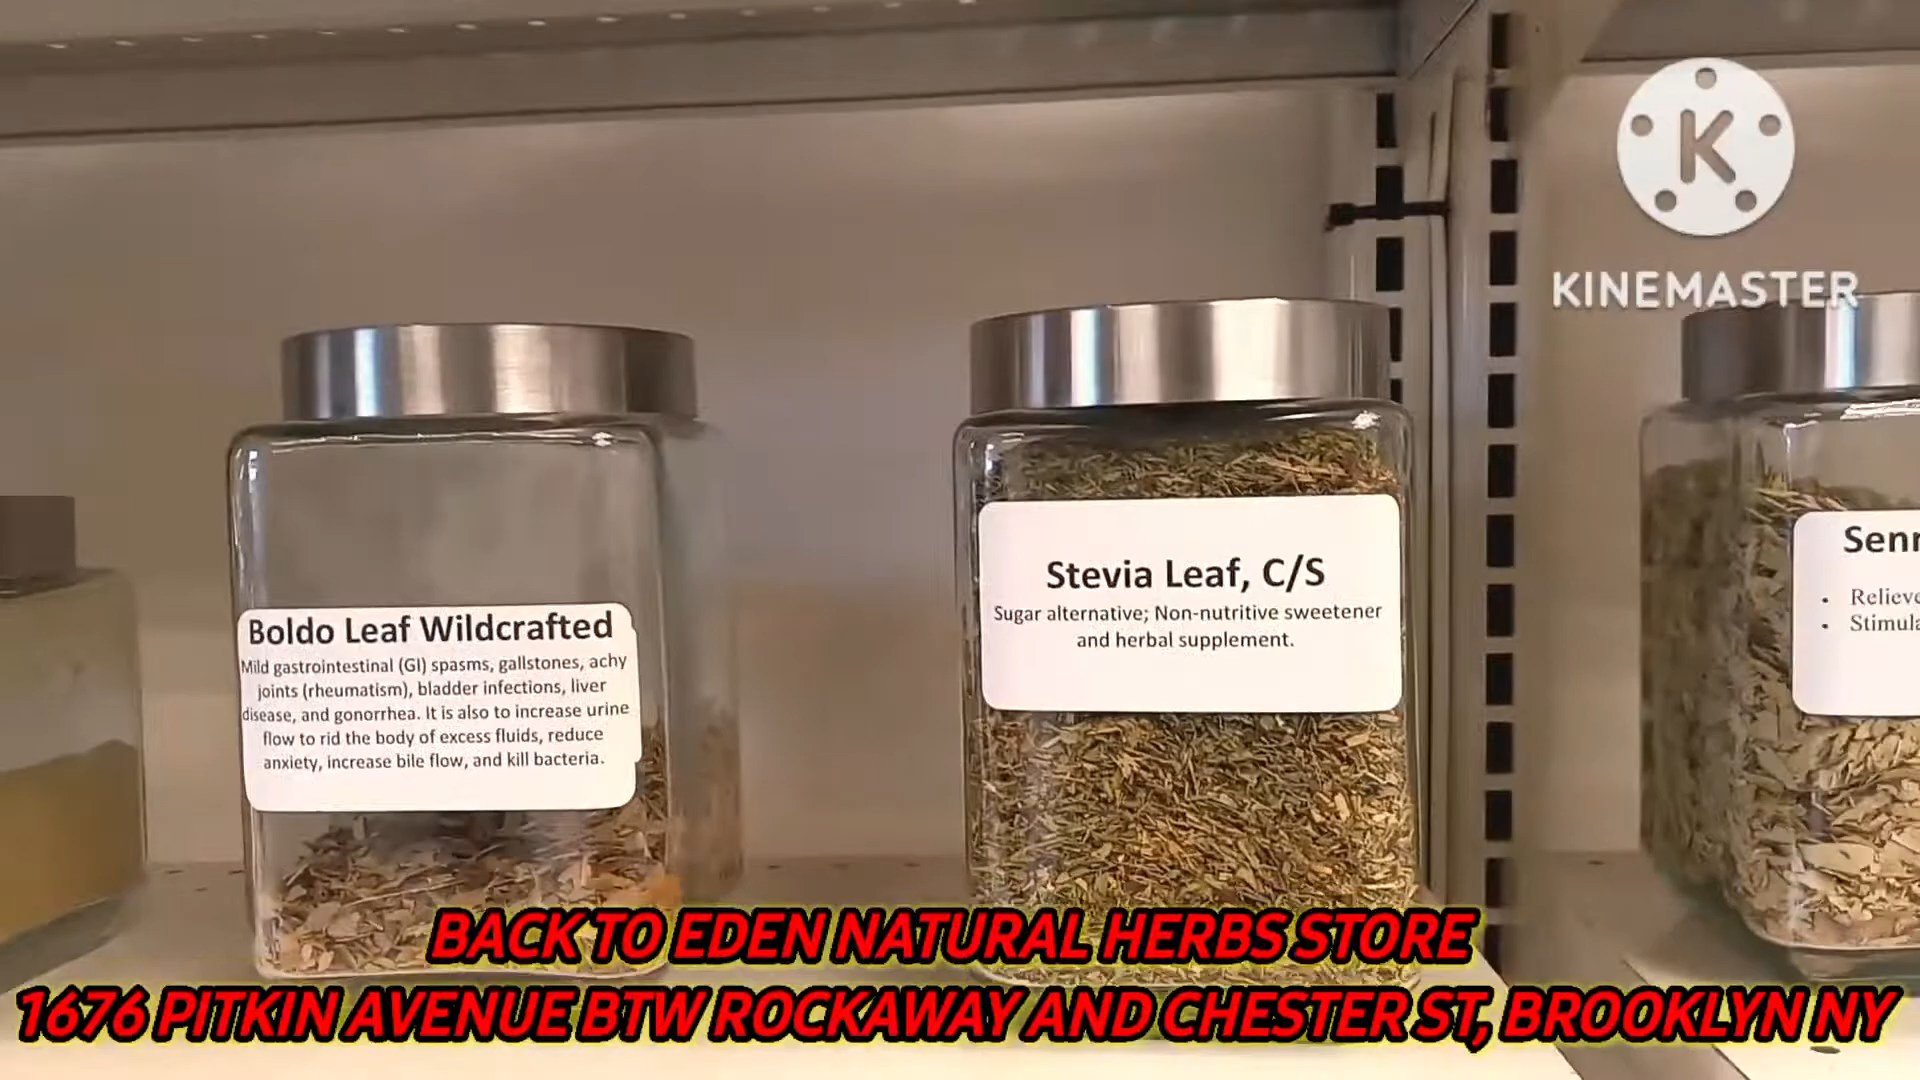 K
KINEMASTER
Boldo Leaf Wildcrafted
Mild gastrointestinal (GI) spasms, gallstones, achy
joints (rheumatism), bladder infections, liver
disease, and gonorrhea. It is also to increase urine
flow to rid the body of excess fluids, reduce
anxiety, increase bile flow, and kill bacteria.
Stevia Leaf, C/S
Sugar alternative; Non-nutritive sweetener
and herbal supplement.
BACK TO EDEN NATURAL HERBS STORE
1676 PITKIN AVENUE BTW ROCKAWAY AND CHESTER ST, BROOKLYN NY